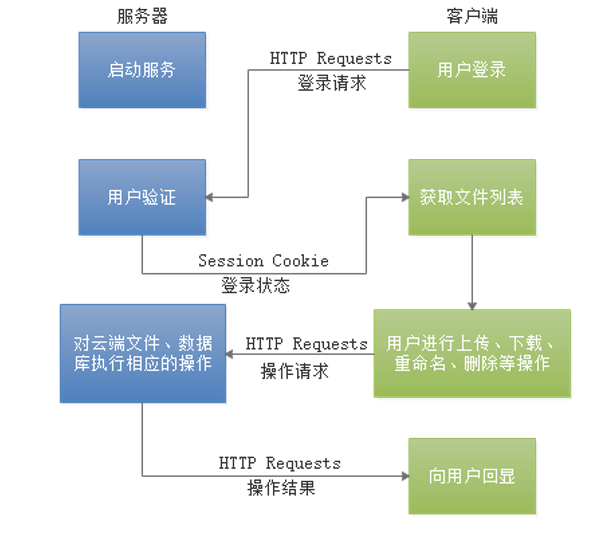 服务器
客户端
启动服务
HTTP Requests
登录请求
用户登录
用户验证
获取文件列表
Session Cookie
登录状态
对云端文件、数据
库执行相应的操作
HTTP Requests
操作请求
用户进行上传、下载、
重命名、删除等操作
HTTP Requests
操作结果
向用户回显